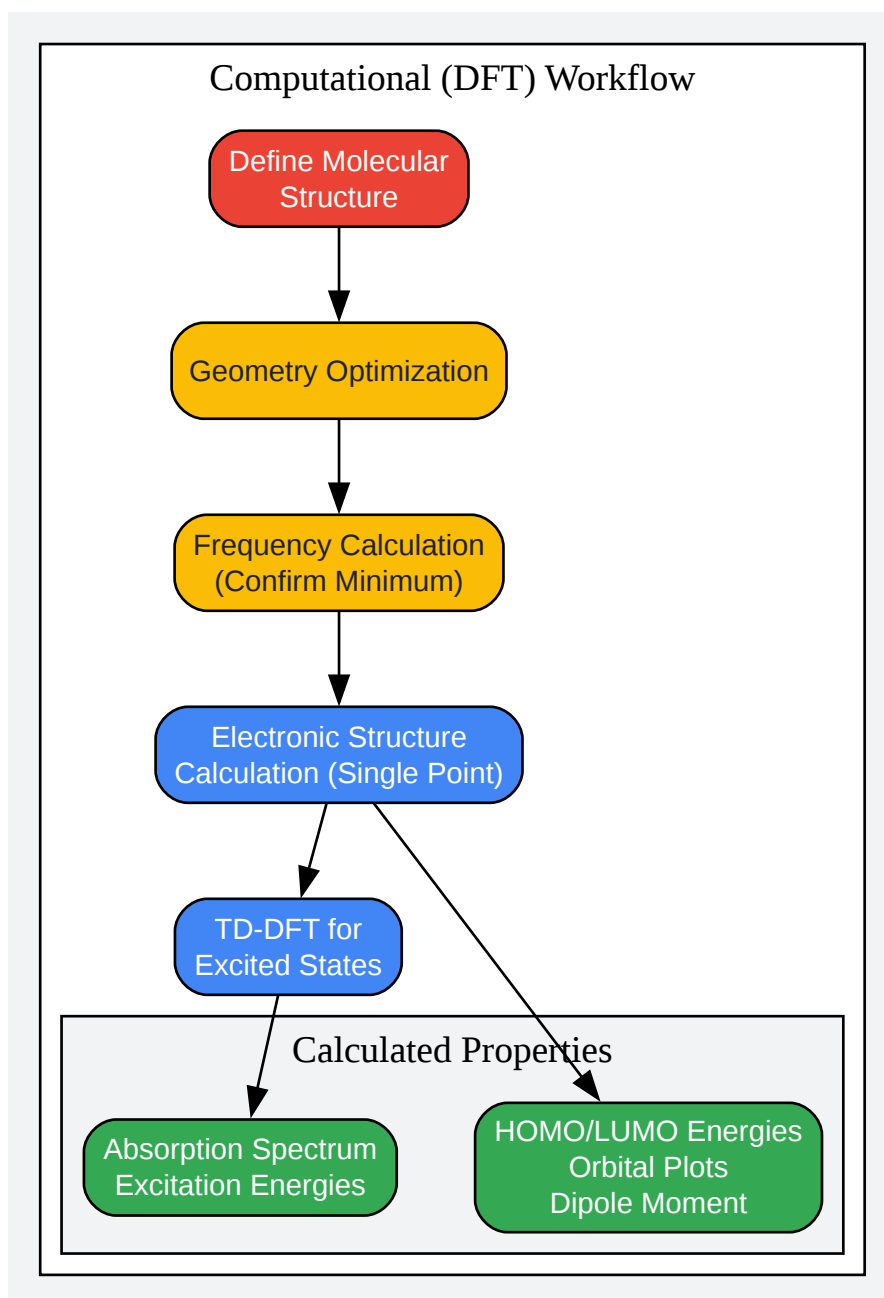 Computational (DFT) Workflow
Define Molecular
Structure
Geometry Optimization
Frequency Calculation
(Confirm Minimum)
Electronic Structure
Calculation (Single Point)
TD-DFT for
Excited States
Calculated Properties
Absorption Spectrum
Excitation Energies
HOMO/LUMO Energies
Orbital Plots
Dipole Moment